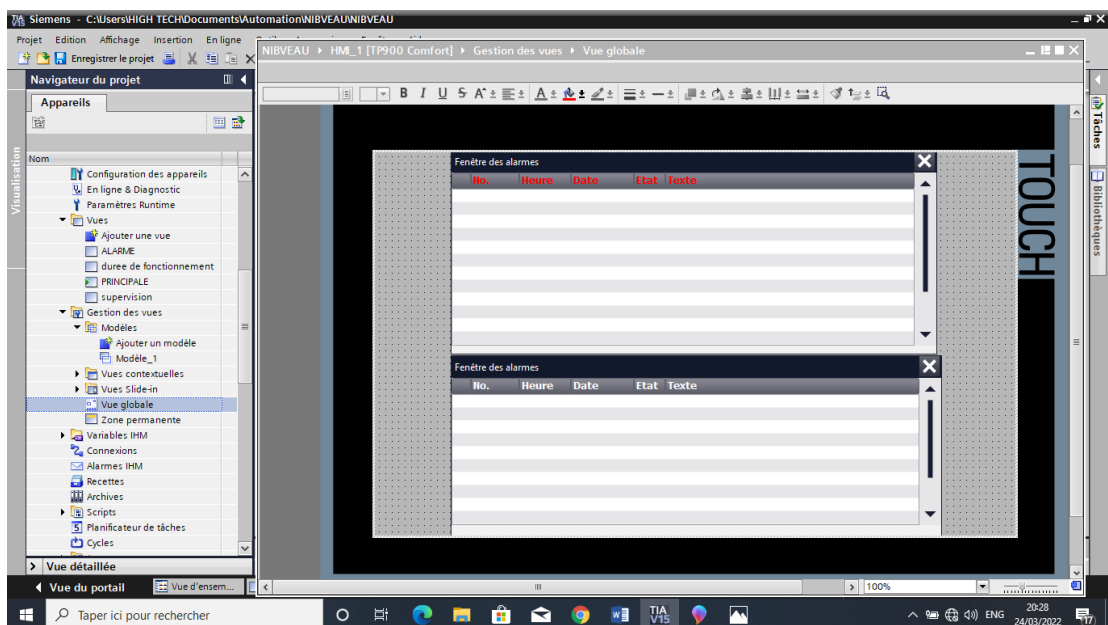 Siemens - C:\Users\HIGH TECH\Documents\Automation\NIBVEAU\NIBVEAU
Projet Edition Affichage Insertion En ligne
Enregistrer le projet
NIBVEAU HMI_1 [TP900 Comfort] Gestion des vues Vue globale
Navigateur du projet
Appareils
Nom
Configuration des appareils
En ligne & Diagnostic
Paramètres Runtime
Vues
Ajouter une vue
ALARME
duree de fonctionnement
PRINCIPALE
supervision
Gestion des vues
Modèles
Ajouter un modèle
Modèle_1
Vues contextuelles
Vues Slide-in
Vue globale
Zone permanente
Variables IHM
Connexions
Alarmes IHM
Recettes
Archives
Scripts
Planificateur de tâches
Cycles
Vue détaillée
Visualisation
B I U S A
Fenêtre des alarmes
No. Heure Date Etat Texte
Fenêtre des alarmes
No. Heure Date Etat Texte
TOUCH
Tâches
Bibliothèques
100%
Vue du portail Vue d'ensem...
Taper ici pour rechercher
TIA V15
ENG
20:28
24/03/2022
17